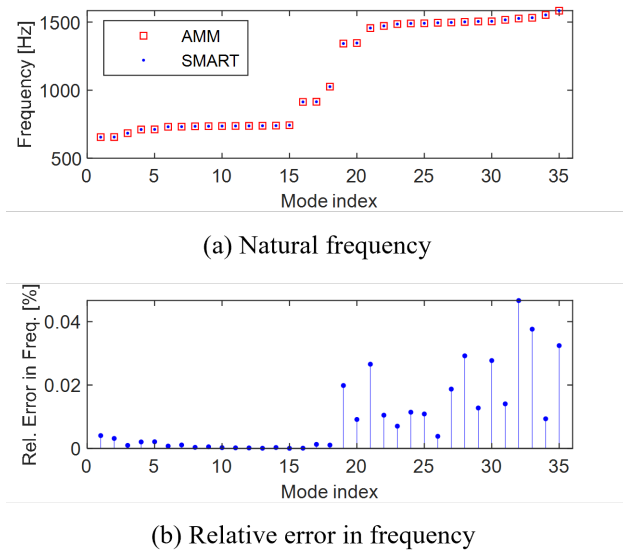 1500
1000
500
Frequency [Hz]
AMM
SMART
0 5 10 15 20 25 30 35
Mode index
(a) Natural frequency
0.04
0.02
0
Rel. Error in Freq. [%]
0 5 10 15 20 25 30 35
Mode index
(b) Relative error in frequency